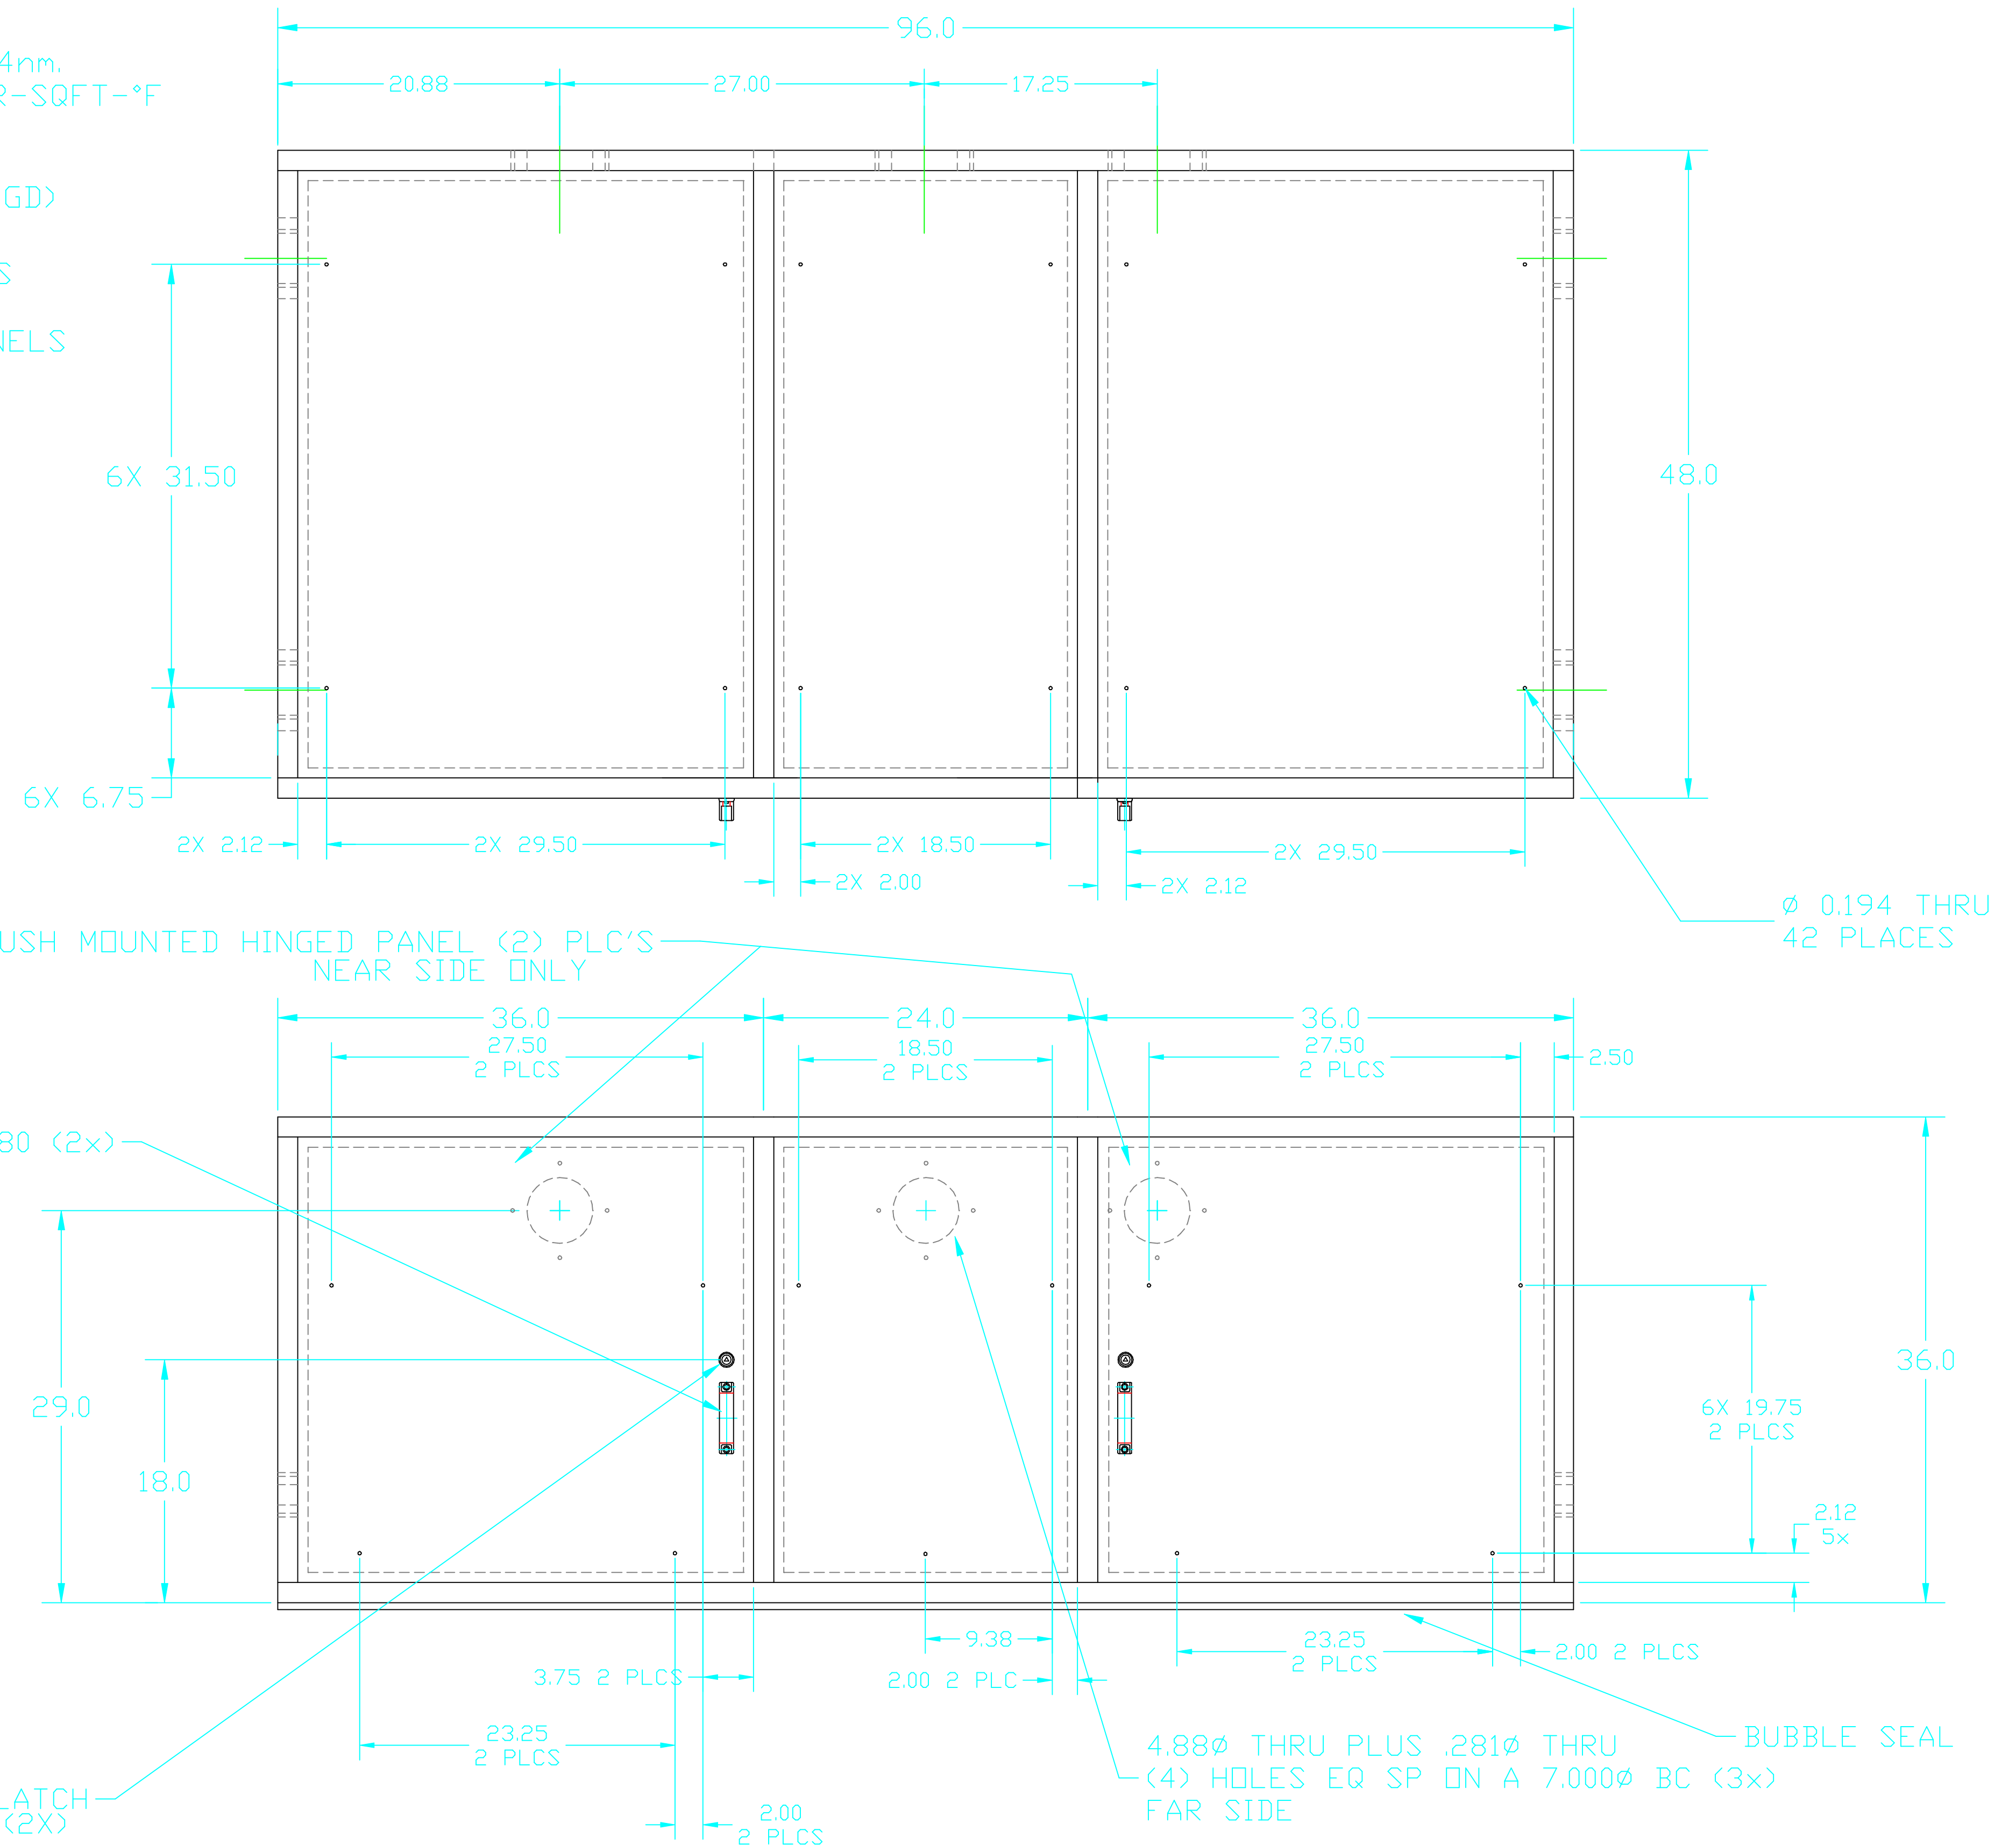 96.0
4mm.
R-SQFT-°F
20.88
27.00
17.25
GD)
S
NELS
6X 31.50
48.0
6X 6.75
2X 2.12
2X 29.50
2X 18.50
2X 29.50
2X 2.00
2X 2.12
Ø 0.194 THRU
42 PLACES
USH MOUNTED HINGED PANEL (2 PLC'S
NEAR SIDE ONLY
36.0
24.0
36.0
27.50
2 PLCS
18.50
2 PLCS
27.50
2 PLCS
2.50
80 (2x)
29.0
18.0
36.0
6X 19.75
2 PLCS
2.12
5x
9.38
23.25
2 PLCS
2.00 2 PLCS
3.75 2 PLCS
2.00 2 PLC
23.25
2 PLCS
BUBBLE SEAL
4.88ø THRU PLUS .281ø THRU
(4) HOLES EQ SP ON A 7.000ø BC (3x)
FAR SIDE
LATCH
(2X)
2.00
2 PLCS